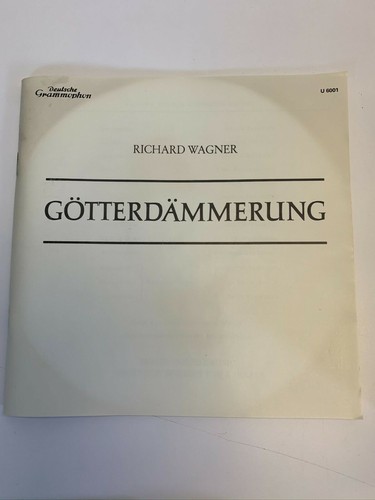 Deutsche
Grammophon
U 6001
RICHARD WAGNER
GÖTTERDÄMMERUNG